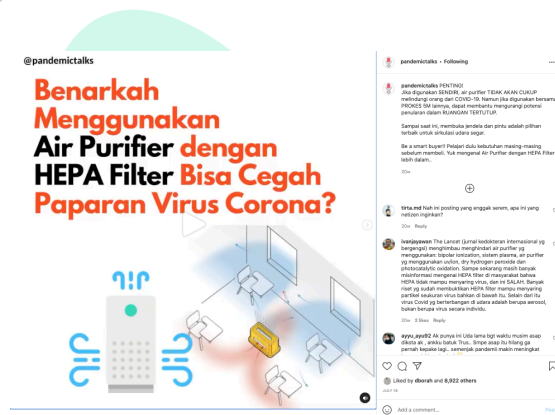 @pandemictalks
Benarkah
Menggunakan
Air Purifier dengan
HEPA Filter Bisa Cegah
Paparan Virus Corona?
pandemictalks • Following
pandemictalks PENTING!
Jika digunakan SENDIRI, air purifier TIDAK AKAN CUKUP
melindungi orang dari COVID-19. Namun jika digunakan bersama
PROKES 5M lainnya, dapat membantu mengurangi potensi
penularan dalam RUANGAN TERTUTUP.
Sampai saat ini, membuka jendela dan pintu adalah pilihan
terbaik untuk sirkulasi udara segar.
Be a smart buyer!! Pelajari dulu kebutuhan masing-masing
sebelum membeli. Yuk mengenal Air Purifier dengan HEPA Filter
lebih dalam..
20w
tirta.md Nah ini posting yang enggak serem, apa ini yang
netizen inginkan?
20w Reply
ivanjayawan The Lancet (jurnal kedokteran internasional yg
bergengsi) menghimbau menghindari air purifier yg
menggunakan: bipolar ionization, sistem plasma, air purifier
yg menggunakan uv/ion, dry hydrogen peroxide dan
photocatalytic oxidation. Sampe sekarang masih banyak
misinformasi mengenai HEPA filter di masyarakat bahwa
HEPA tidak mampu menyaring virus, dan ini SALAH. Banyak
riset yg sudah membuktikan HEPA filter mampu menyaring
partikel seukuran virus bahkan di bawah itu. Selain dari itu
virus Covid yg berterbangan di udara adalah berupa aerosol,
bukan berupa virus secara individu.
20w 2 likes Reply
ayyu_ayu92 Ak punya ini Uda lama bgt waktu musim asap
dikota ak , ankku batuk Trus.. Smpe asap itu hilang ga
pernah kepake lagi.. semenjak pandemii makin meningkat
Liked by dborah and 8,922 others
JULY 16
Add a comment...
Post